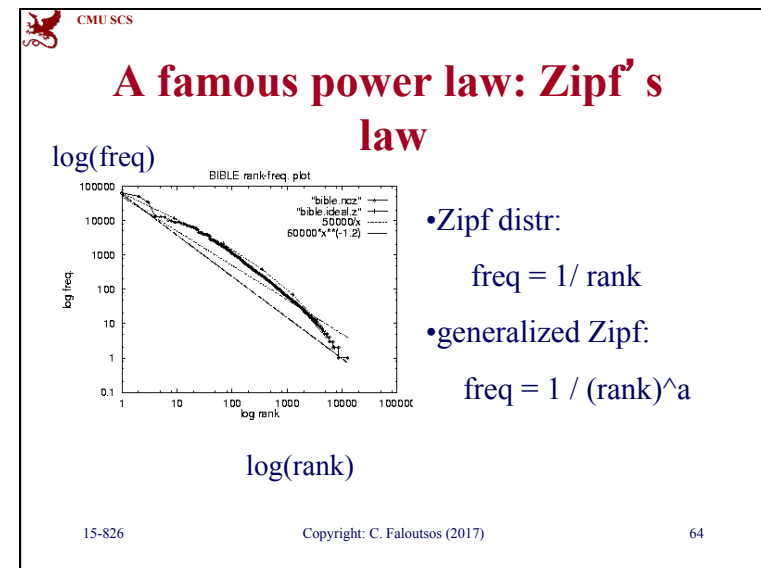 CMU SCS
A famous power law: Zipf’ s
law
log(freq)
BIBLE rank-freq. plot
100000
10000
1000
100
10
1
0.1
log freq.
"bible.ncz"
"bible.ideal.z"
50000/x
60000*x**(-1.2)
1 10 100 1000 10000 100000
log rank
•Zipf distr:
freq = 1/ rank
•generalized Zipf:
freq = 1 / (rank)^a
log(rank)
15-826 Copyright: C. Faloutsos (2017) 64